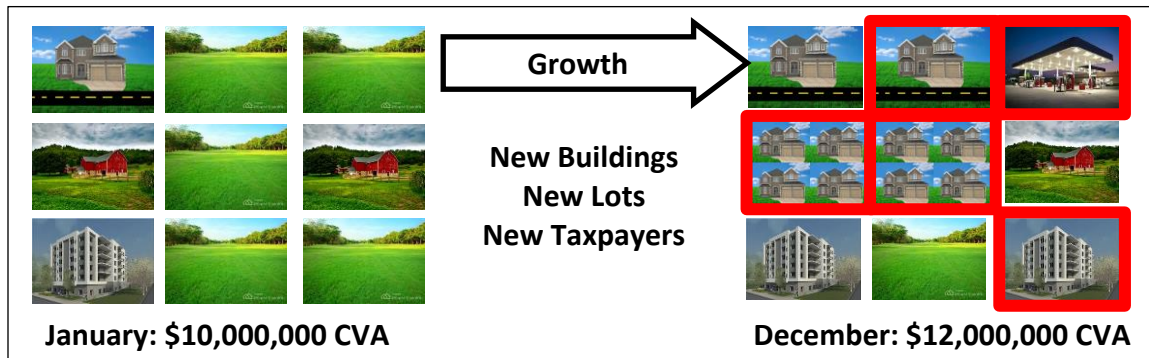 Growth
New Buildings
New Lots
New Taxpayers
January: $10,000,000 CVA
December: $12,000,000 CVA